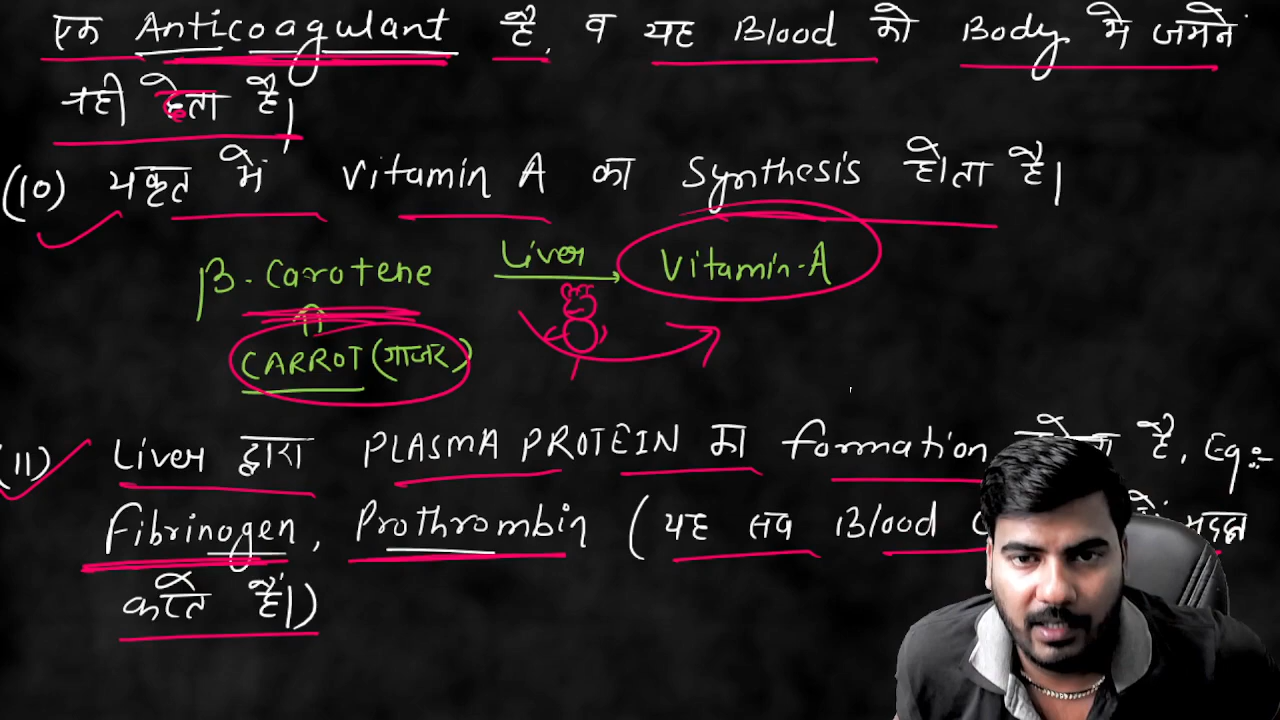 एक Anticoagulant है, व यह Blood को Body में जमने
नही देता है।
(10) यकृत में Vitamin A का Synthesis होता है।
β-Carotene Liver Vitamin-A
CARROT (गाजर)
(11) Liver द्वारा PLASMA PROTEIN का formation है, Eg:-
Fibrinogen, Prothrombin (यह सब Blood मदद
करते हैं।)